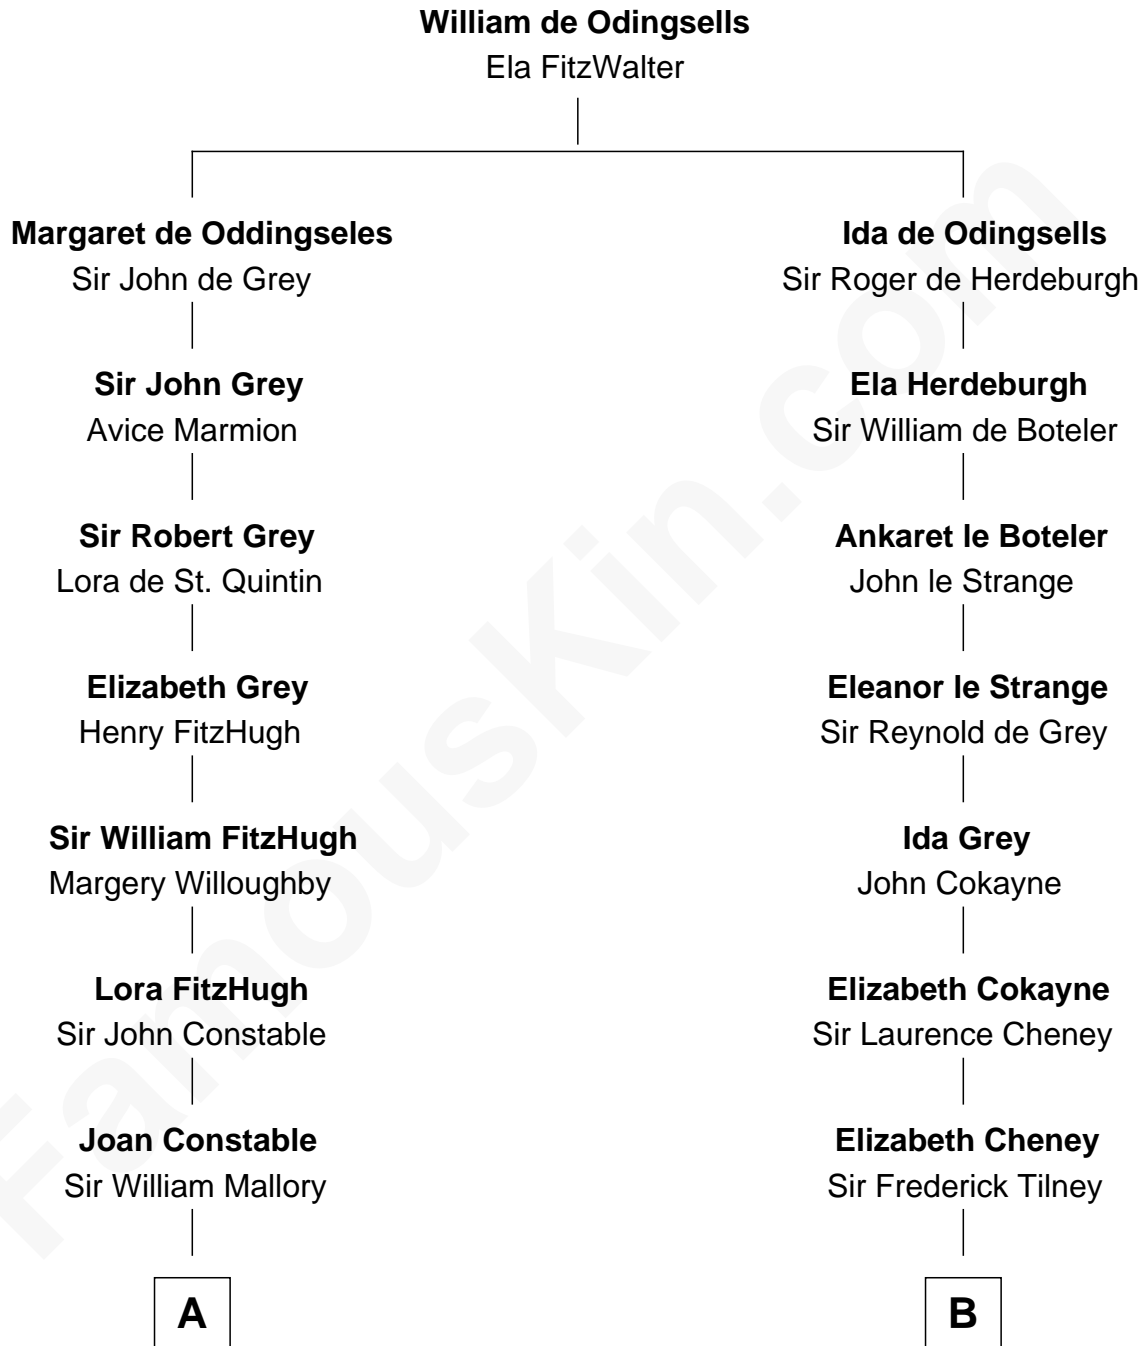 William de Odingsells
Ela FitzWalter
Margaret de Oddingseles
Sir John de Grey
Ida de Odingsells
Sir Roger de Herdeburgh
Sir John Grey
Avice Marmion
Ela Herdeburgh
Sir William de Boteler
Sir Robert Grey
Lora de St. Quintin
Ankaret le Boteler
John le Strange
Elizabeth Grey
Henry FitzHugh
Eleanor le Strange
Sir Reynold de Grey
Sir William FitzHugh
Margery Willoughby
Ida Grey
John Cokayne
Lora FitzHugh
Sir John Constable
Elizabeth Cokayne
Sir Laurence Cheney
Joan Constable
Sir William Mallory
Elizabeth Cheney
Sir Frederick Tilney
A
B
FamousKin.com